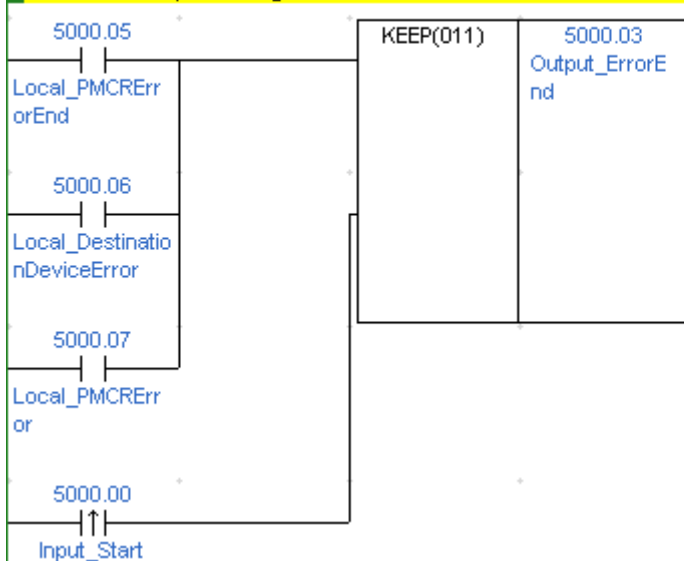 5000.05
KEEP(011)
5000.03
Local_PMCRErr
orEnd
Output_ErrorE
nd
5000.06
Local_Destinatio
nDeviceError
5000.07
Local_PMCRErr
or
5000.00
Input_Start